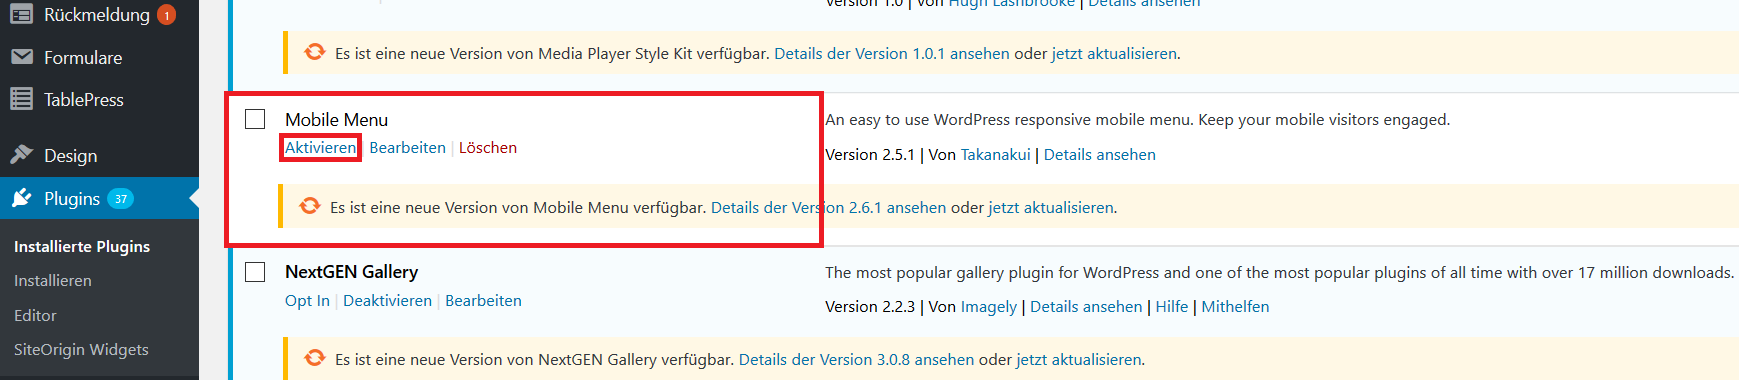 Rückmeldung 1
Formulare
TablePress
Design
Plugins 37
Installierte Plugins
Installieren
Editor
SiteOrigin Widgets
Version 1.0 | Von Hugh Lashbrooke | Details ansehen
Es ist eine neue Version von Media Player Style Kit verfügbar. Details der Version 1.0.1 ansehen oder jetzt aktualisieren.
Mobile Menu
Aktivieren | Bearbeiten | Löschen
An easy to use WordPress responsive mobile menu. Keep your mobile visitors engaged.
Version 2.5.1 | Von Takanakui | Details ansehen
Es ist eine neue Version von Mobile Menu verfügbar. Details der Version 2.6.1 ansehen oder jetzt aktualisieren.
NextGEN Gallery
Opt In | Deaktivieren | Bearbeiten
The most popular gallery plugin for WordPress and one of the most popular plugins of all time with over 17 million downloads.
Version 2.2.3 | Von Imagely | Details ansehen | Hilfe | Mithelfen
Es ist eine neue Version von NextGEN Gallery verfügbar. Details der Version 3.0.8 ansehen oder jetzt aktualisieren.